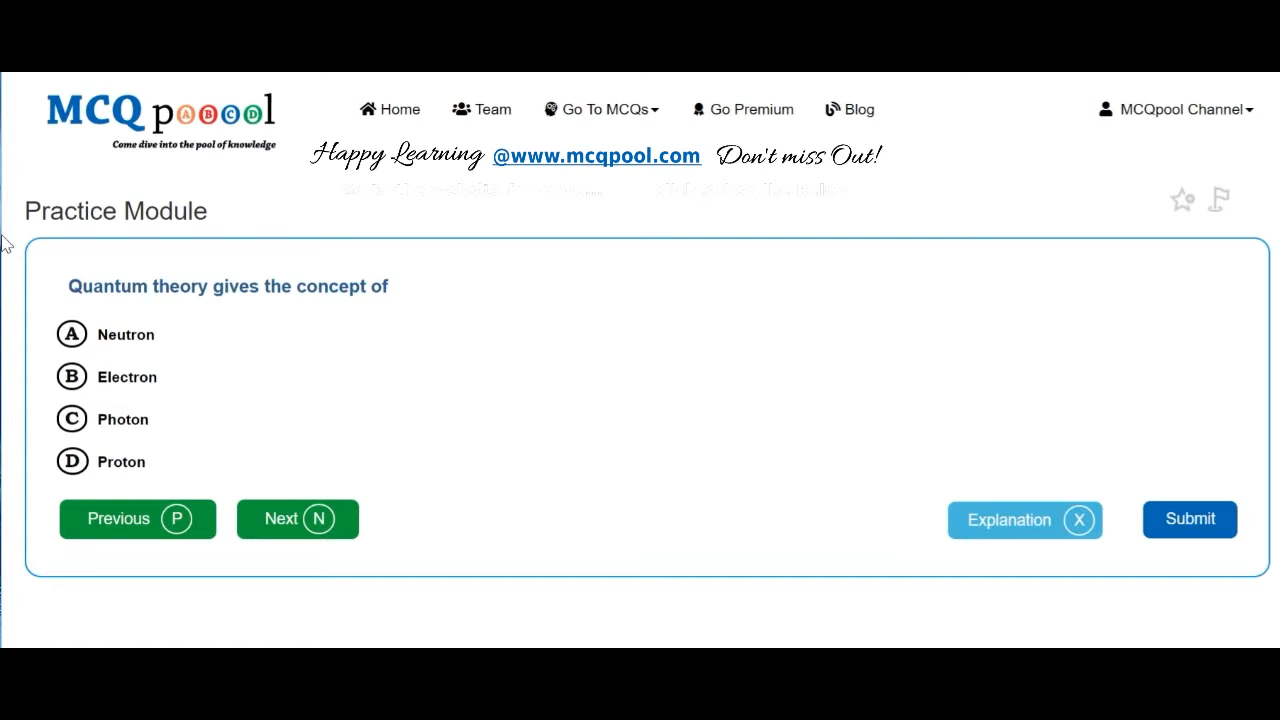 MCQ pooool
A B C D
Come dive into the pool of knowledge
Home Team Go To MCQs Go Premium Blog MCQpool Channel
Happy Learning @www.mcqpool.com Don't miss Out!
Practice Module
Quantum theory gives the concept of
A Neutron
B Electron
C Photon
D Proton
Previous P Next N Explanation X Submit